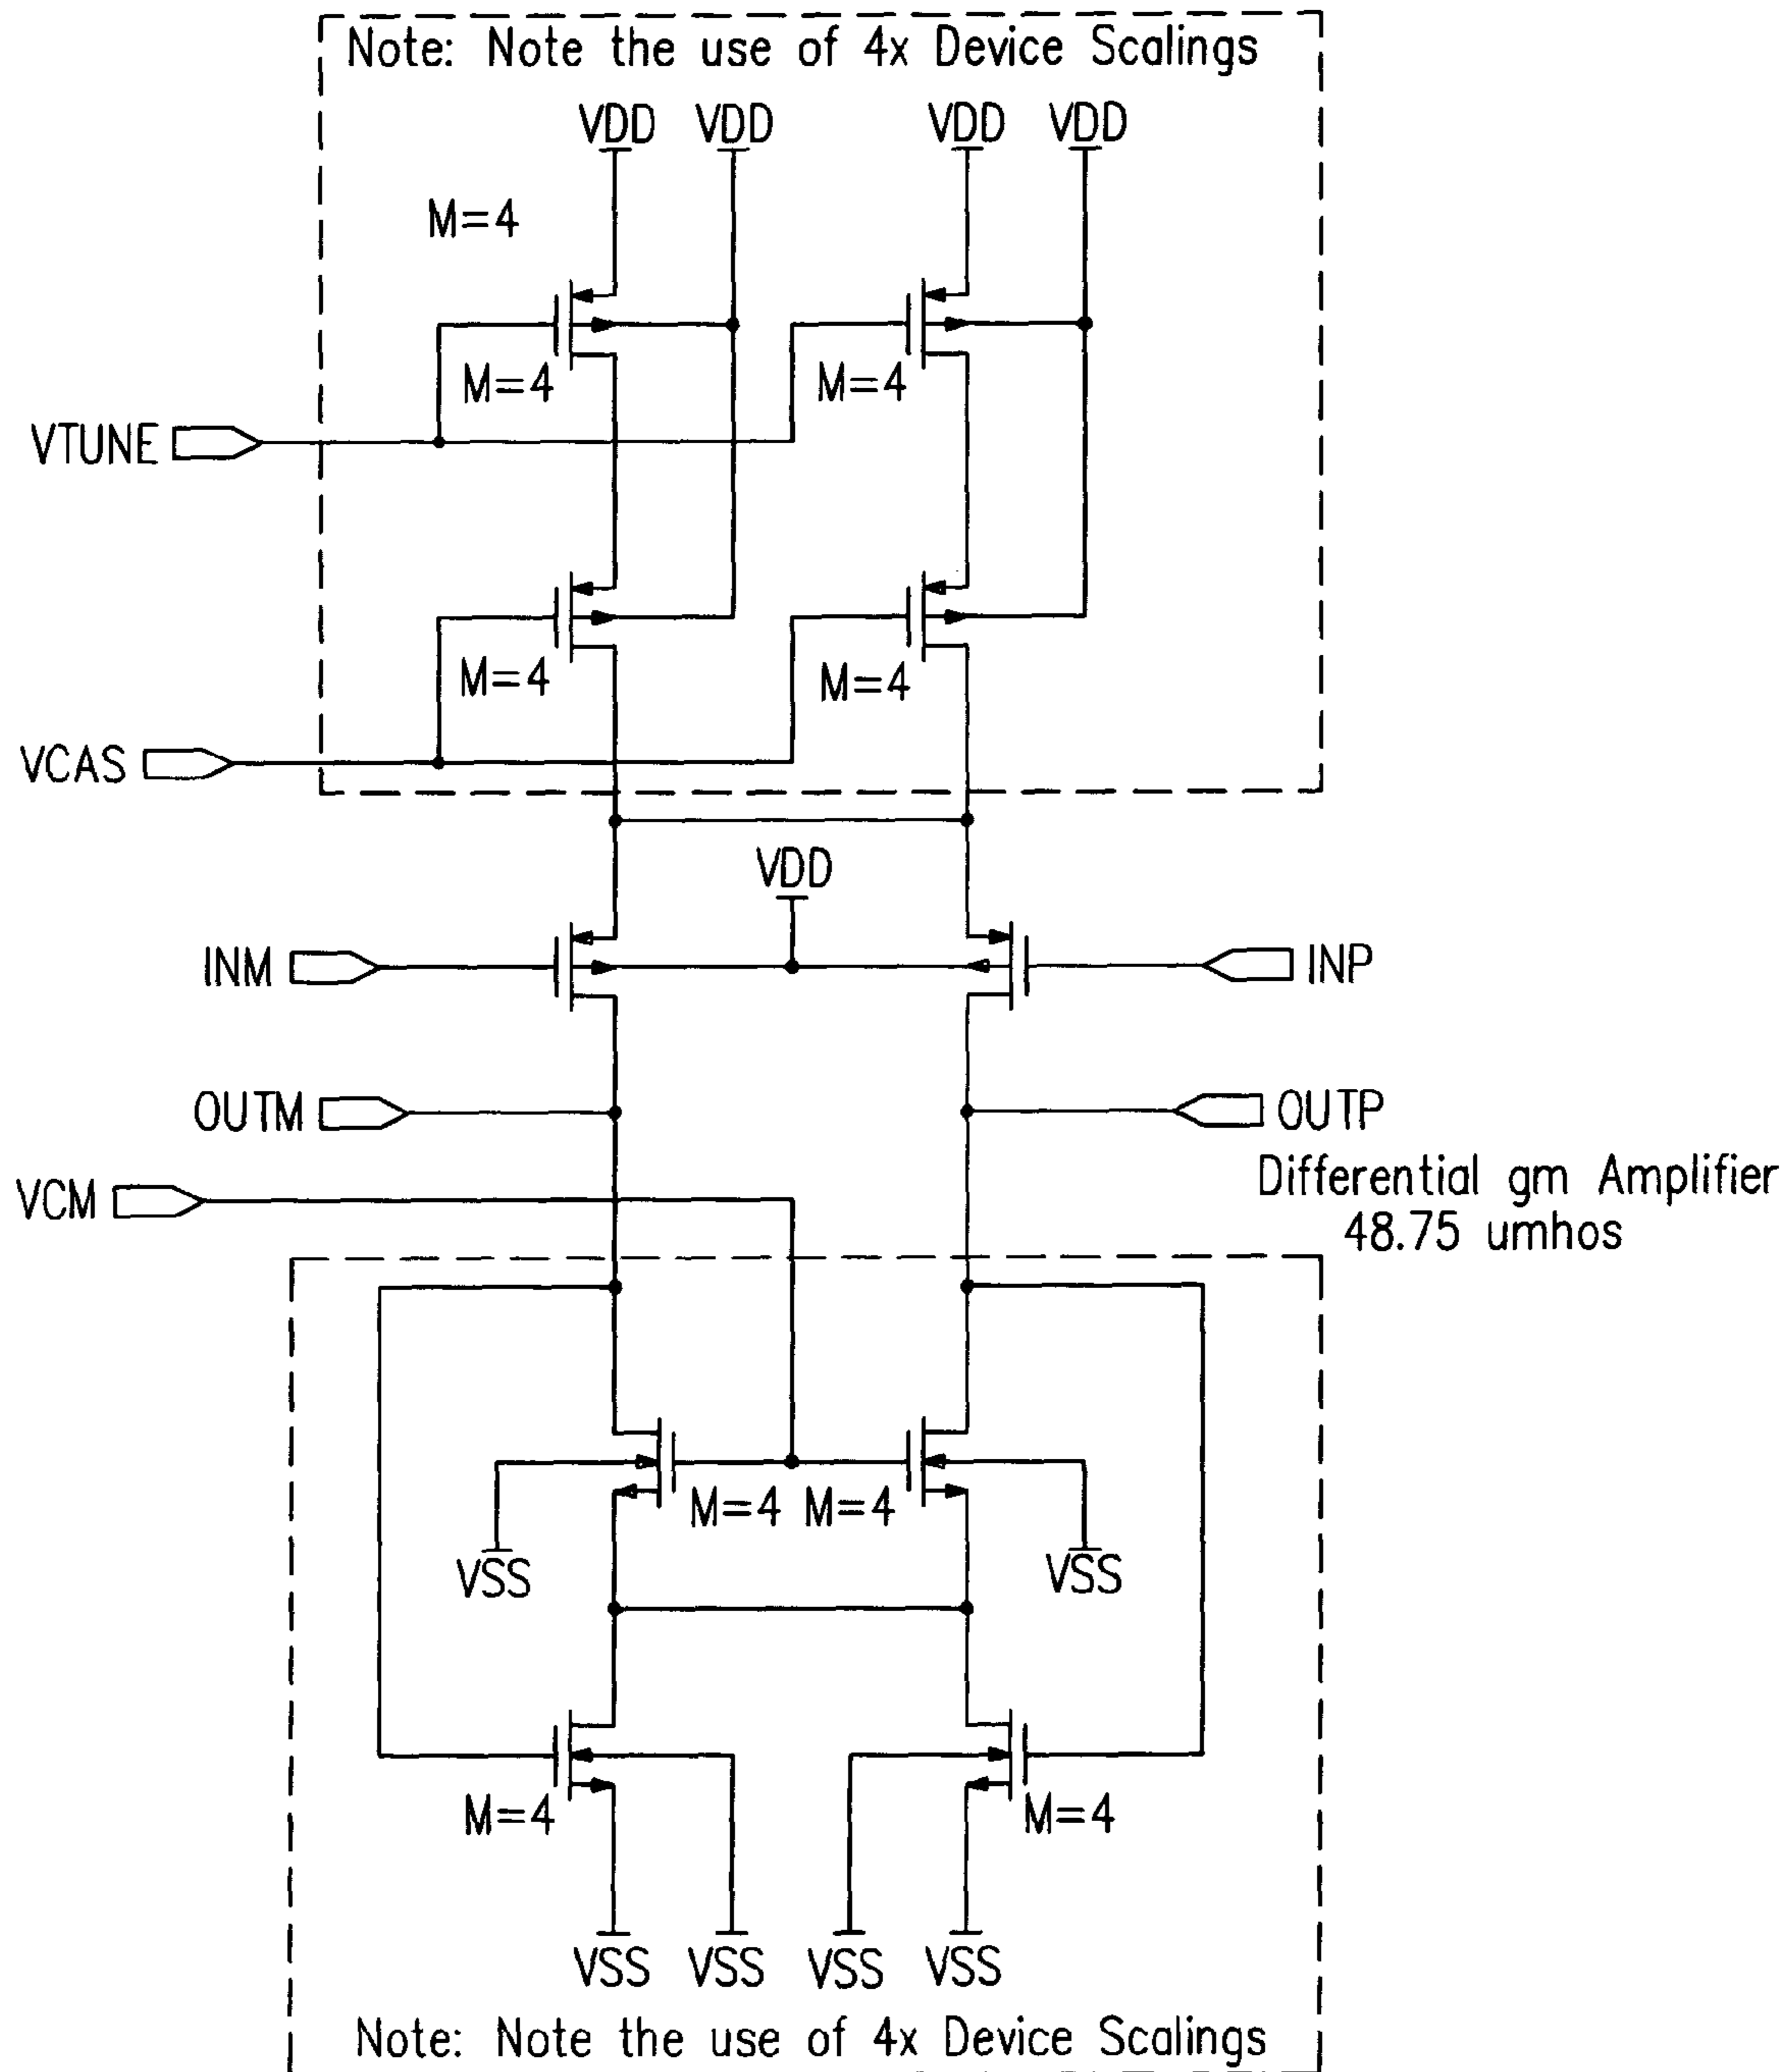 Note: Note the use of 4x Device Scalings
VDD VDD VDD VDD
M=4
M=4 M=4
VTUNE
M=4 M=4
VCAS
VDD
INM INP
OUTM OUTP
Differential gm Amplifier
VCM
48.75 umhos
M=4 M=4
VSS VSS
M=4 M=4
VSS VSS VSS VSS
Note: Note the use of 4x Device Scalings